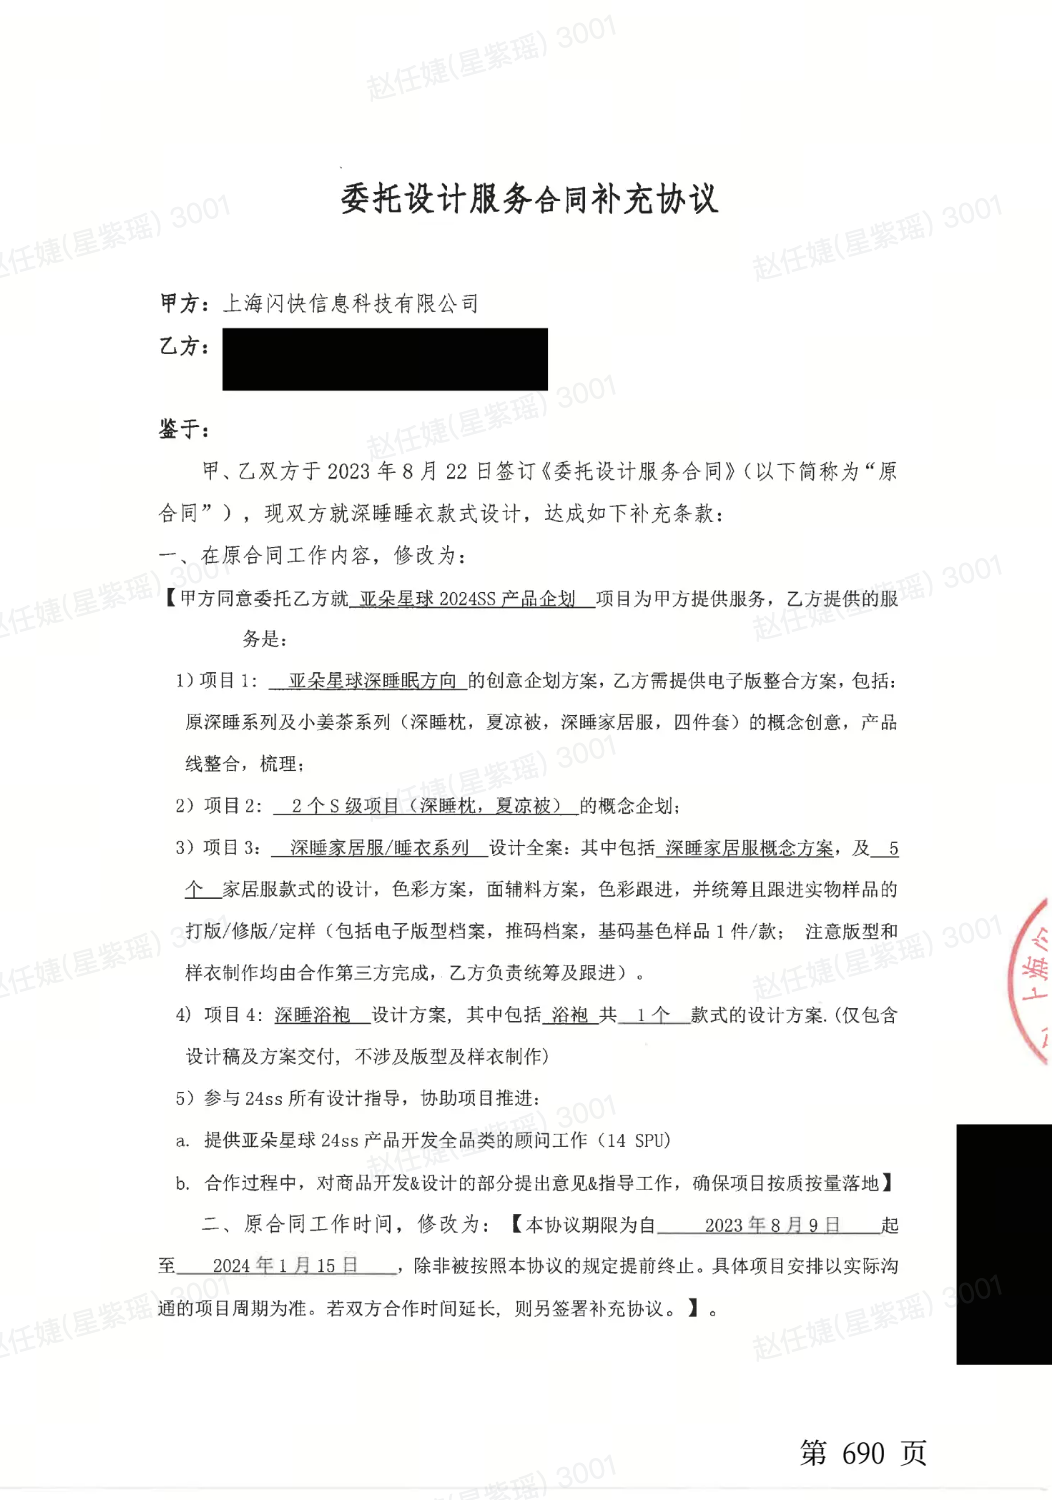 委托设计服务合同补充协议
甲方：上海闪快信息科技有限公司
乙方：
鉴于：
甲、乙双方于 2023 年 8 月 22 日签订《委托设计服务合同》（以下简称为“原
合同”），现双方就深睡睡衣款式设计，达成如下补充条款：
一、在原合同工作内容，修改为：
【甲方同意委托乙方就 亚朵星球 2024SS 产品企划 项目为甲方提供服务，乙方提供的服
务是：
1）项目 1： 亚朵星球深睡眠方向 的创意企划方案，乙方需提供电子版整合方案，包括：
原深睡系列及小姜茶系列（深睡枕，夏凉被，深睡家居服，四件套）的概念创意，产品
线整合，梳理；
2）项目 2： 2 个 S 级项目（深睡枕，夏凉被） 的概念企划；
3）项目 3： 深睡家居服/睡衣系列 设计全案：其中包括 深睡家居服概念方案，及 5
个 家居服款式的设计，色彩方案，面辅料方案，色彩跟进，并统筹且跟进实物样品的
打版/修版/定样（包括电子版型档案，推码档案，基码基色样品 1 件/款； 注意版型和
样衣制作均由合作第三方完成，乙方负责统筹及跟进）。
4) 项目 4: 深睡浴袍 设计方案, 其中包括 浴袍 共 1 个 款式的设计方案.(仅包含
设计稿及方案交付, 不涉及版型及样衣制作)
5）参与 24ss 所有设计指导，协助项目推进：
a. 提供亚朵星球 24ss 产品开发全品类的顾问工作（14 SPU)
b. 合作过程中，对商品开发&设计的部分提出意见&指导工作，确保项目按质按量落地】
二、原合同工作时间，修改为：【本协议期限为自 2023 年 8 月 9 日 起
至 2024 年 1 月 15 日 ，除非被按照本协议的规定提前终止。具体项目安排以实际沟
通的项目周期为准。若双方合作时间延长, 则另签署补充协议。】。
上海闪
第 690 页
赵任婕(星紫瑶) 3001